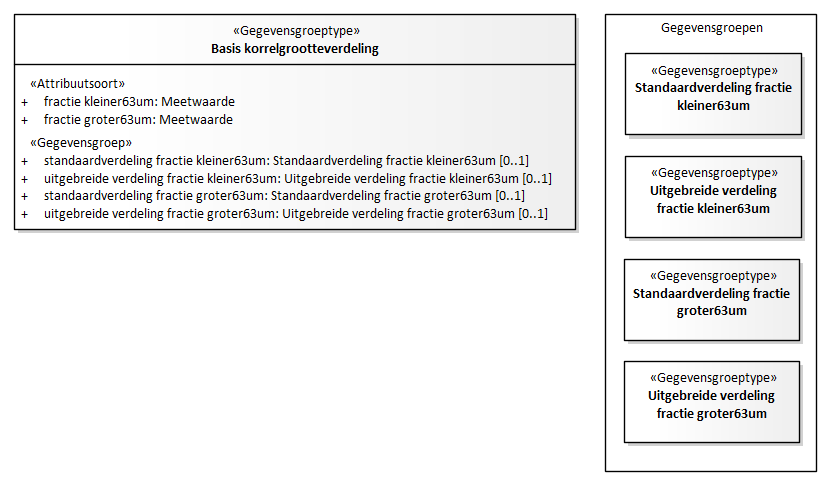 «Gegevensgroeptype»
Basis korrelgrootteverdeling
«Attribuutsoort»
+ fractie kleiner63um: Meetwaarde
+ fractie groter63um: Meetwaarde
«Gegevensgroep»
+ standaardverdeling fractie kleiner63um: Standaardverdeling fractie kleiner63um [0..1]
+ uitgebreide verdeling fractie kleiner63um: Uitgebreide verdeling fractie kleiner63um [0..1]
+ standaardverdeling fractie groter63um: Standaardverdeling fractie groter63um [0..1]
+ uitgebreide verdeling fractie groter63um: Uitgebreide verdeling fractie groter63um [0..1]
Gegevensgroepen
«Gegevensgroeptype»
Standaardverdeling fractie
kleiner63um
«Gegevensgroeptype»
Uitgebreide verdeling
fractie kleiner63um
«Gegevensgroeptype»
Standaardverdeling fractie
groter63um
«Gegevensgroeptype»
Uitgebreide verdeling
fractie groter63um